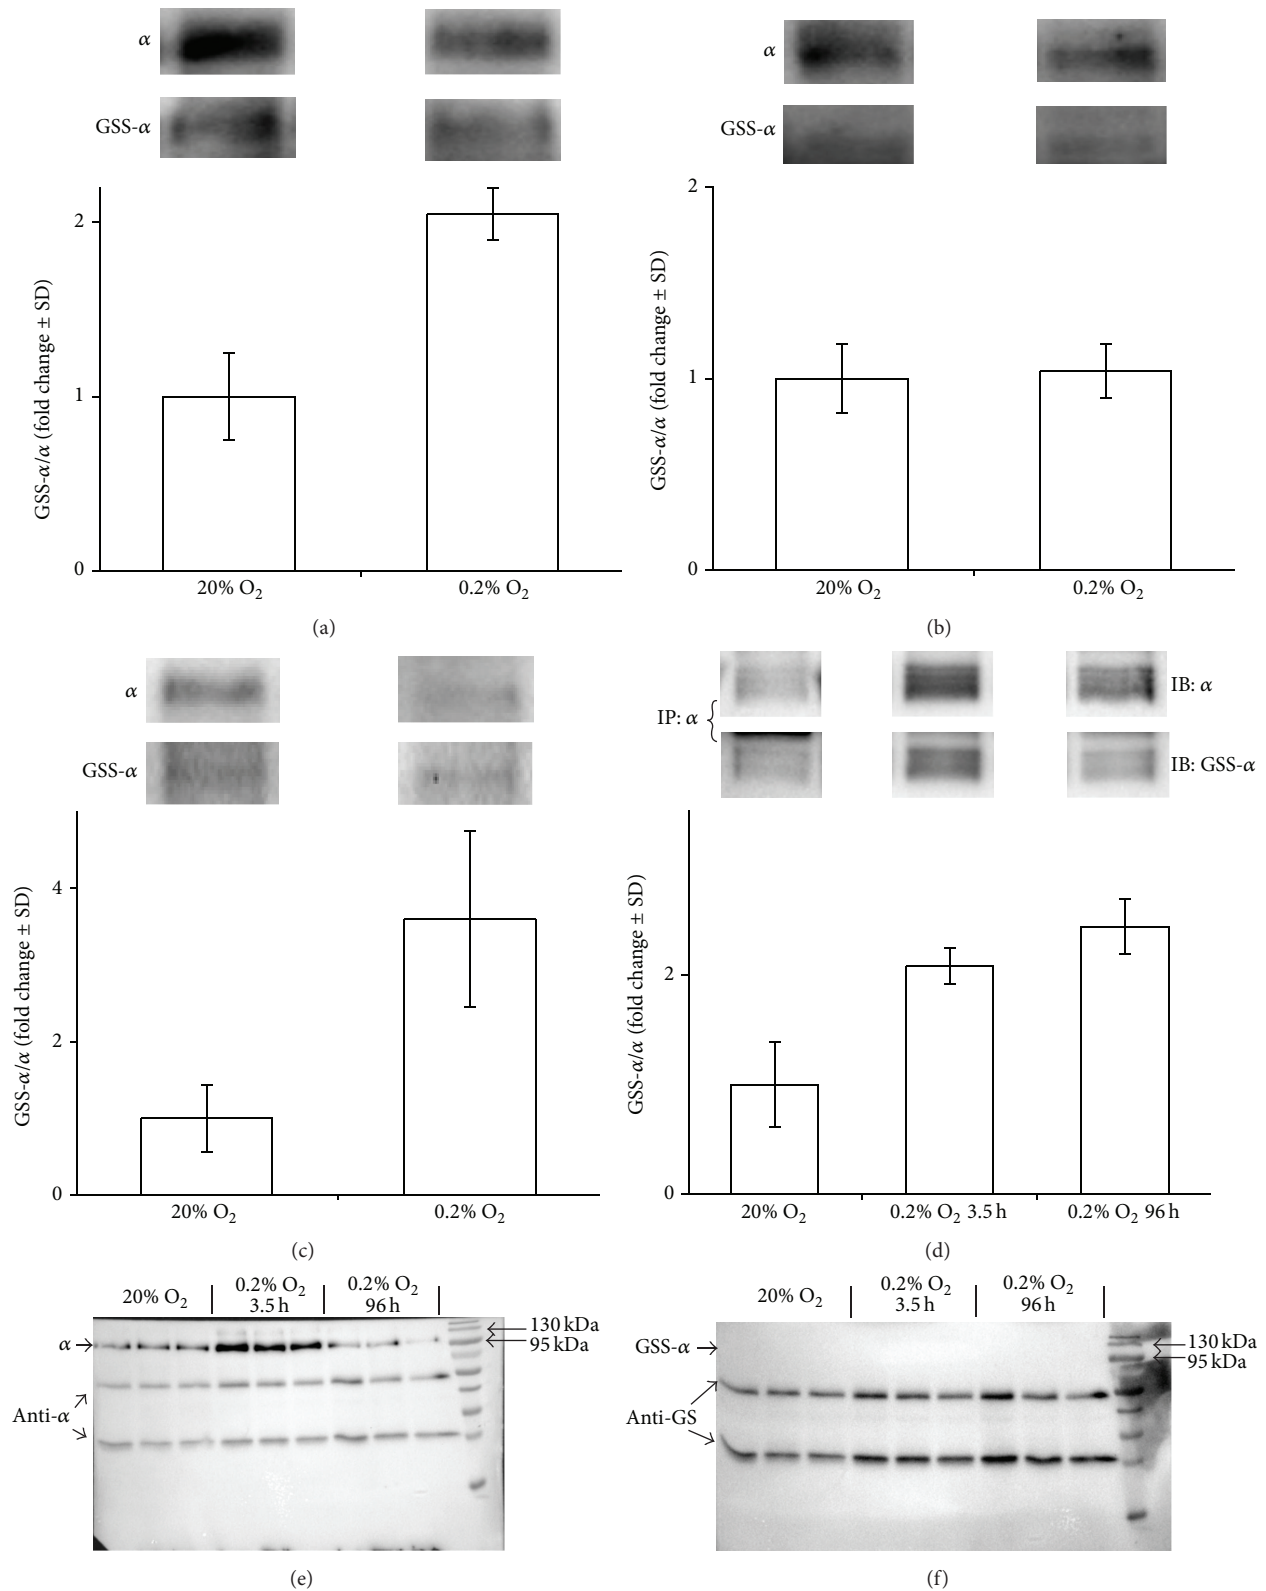 α
GSS-α
GSS-α/α (fold change ± SD)
2
1
0
20% O₂
0.2% O₂
(a)
α
GSS-α
GSS-α/α (fold change ± SD)
2
1
0
20% O₂
0.2% O₂
(b)
α
GSS-α
GSS-α/α (fold change ± SD)
4
2
0
20% O₂
0.2% O₂
(c)
IP: α
IB: α
IB: GSS-α
GSS-α/α (fold change ± SD)
2
0
20% O₂
0.2% O₂ 3.5 h
0.2% O₂ 96 h
(d)
20% O₂
0.2% O₂
3.5 h
0.2% O₂
96 h
α
Anti-α
130 kDa
95 kDa
(e)
20% O₂
0.2% O₂
3.5 h
0.2% O₂
96 h
GSS-α
Anti-GS
130 kDa
95 kDa
(f)